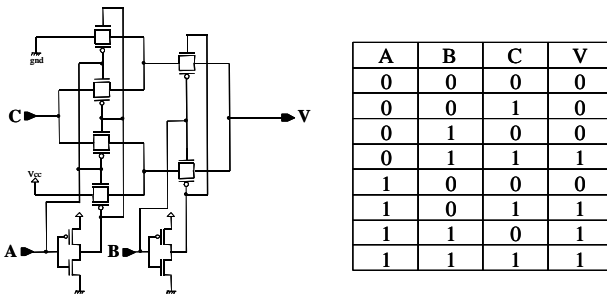 gnd
C
V
Vcc
A
B
A B C V
0 0 0 0
0 0 1 0
0 1 0 0
0 1 1 1
1 0 0 0
1 0 1 1
1 1 0 1
1 1 1 1